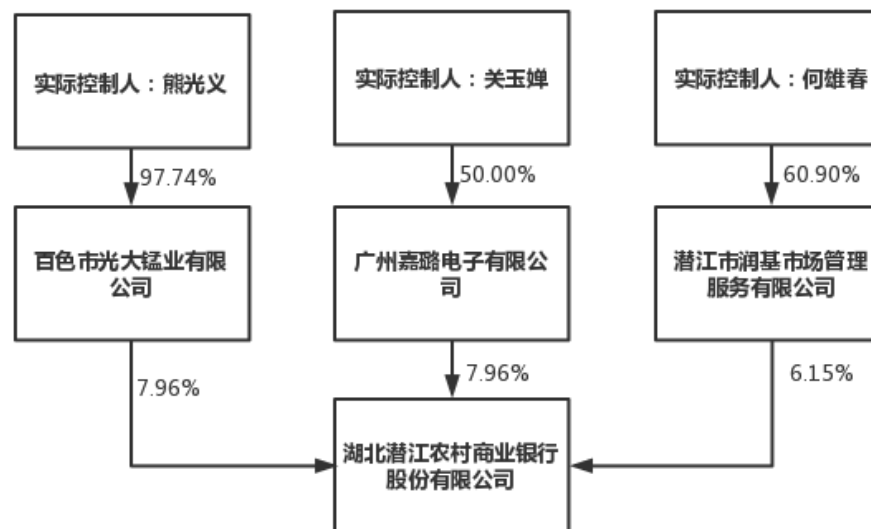 实际控制人：熊光义
实际控制人：关玉婵
实际控制人：何雄春
97.74%
50.00%
60.90%
百色市光大锰业有限
公司
广州嘉璐电子有限公
司
潜江市润基市场管理
服务有限公司
7.96%
7.96%
6.15%
湖北潜江农村商业银行
股份有限公司